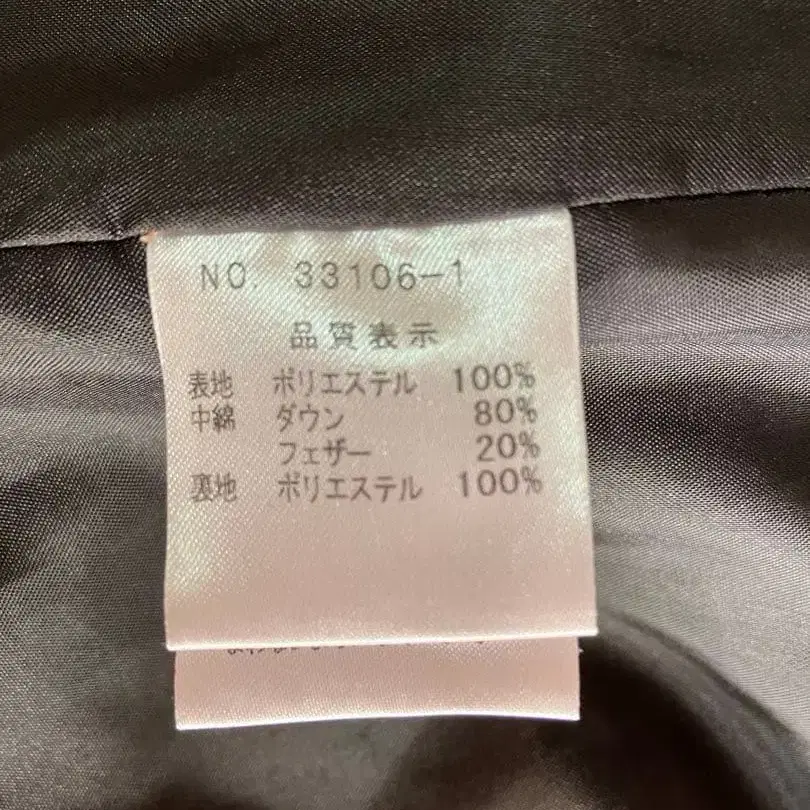 NO. 33106-1
品質表示
表地 ポリエステル 100%
中綿 ダウン 80%
フェザー 20%
裏地 ポリエステル 100%